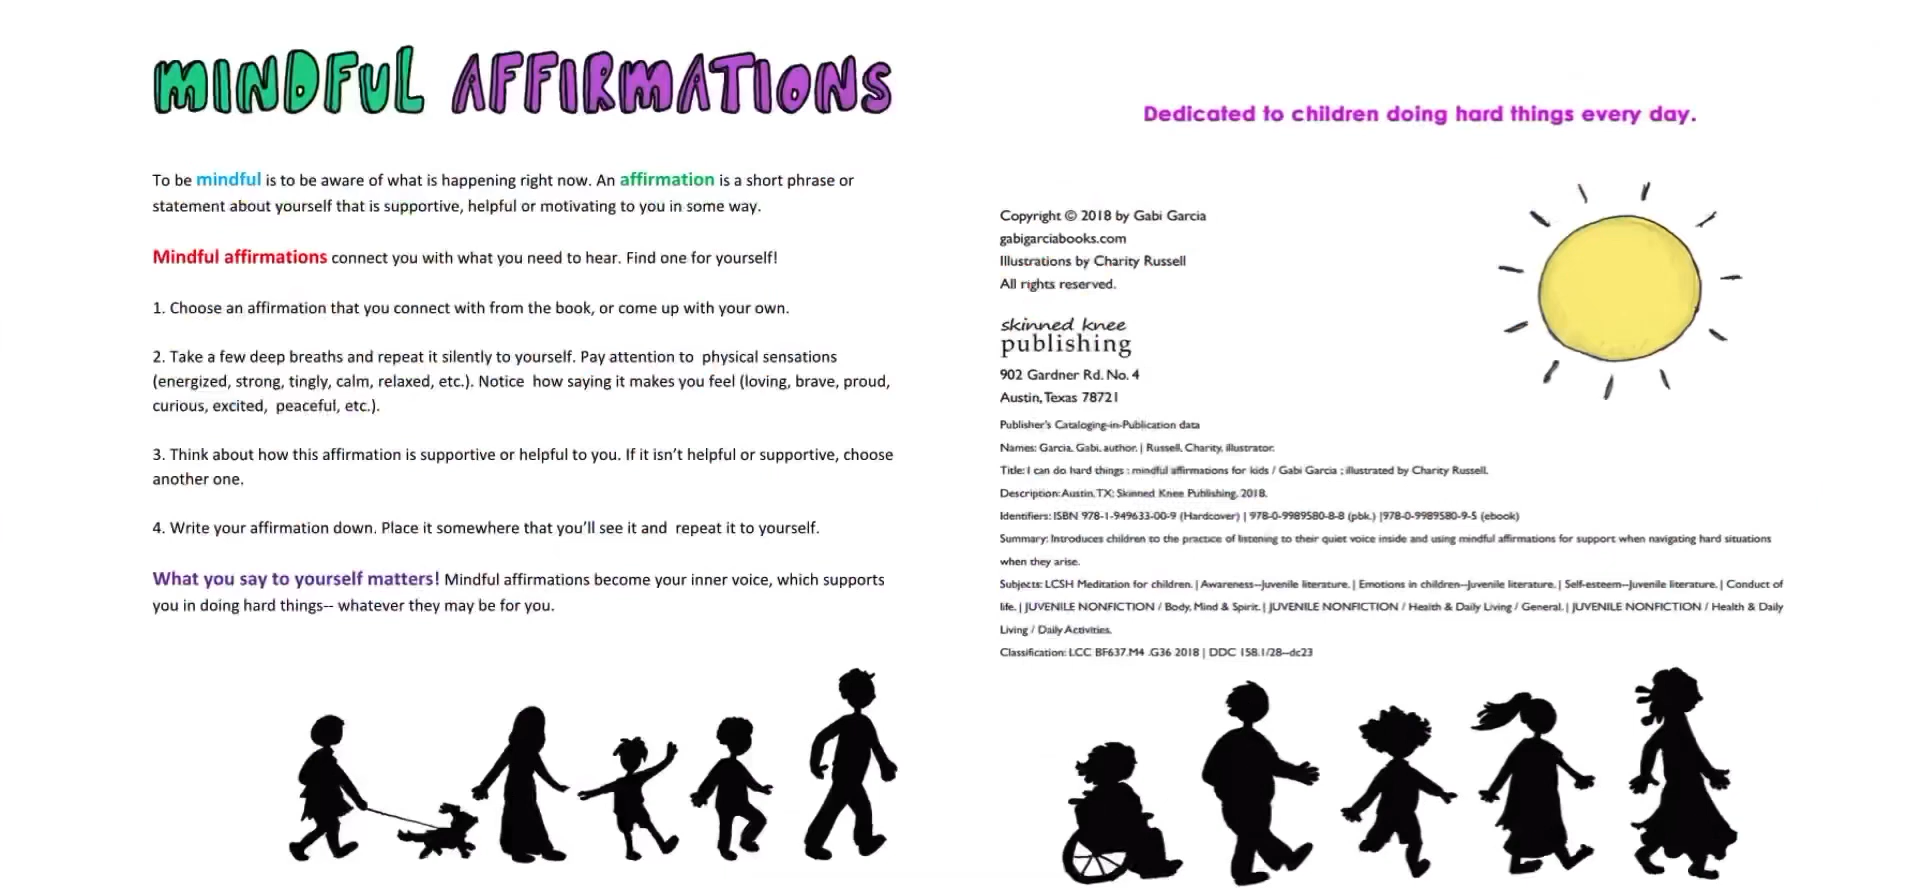 MINDFUL AFFIRMATIONS
To be mindful is to be aware of what is happening right now. An affirmation is a short phrase or
statement about yourself that is supportive, helpful or motivating to you in some way.
Mindful affirmations connect you with what you need to hear. Find one for yourself!
1. Choose an affirmation that you connect with from the book, or come up with your own.
2. Take a few deep breaths and repeat it silently to yourself. Pay attention to physical sensations
(energized, strong, tingly, calm, relaxed, etc.). Notice how saying it makes you feel (loving, brave, proud,
curious, excited, peaceful, etc.).
3. Think about how this affirmation is supportive or helpful to you. If it isn't helpful or supportive, choose
another one.
4. Write your affirmation down. Place it somewhere that you'll see it and repeat it to yourself.
What you say to yourself matters! Mindful affirmations become your inner voice, which supports
you in doing hard things-- whatever they may be for you.
Dedicated to children doing hard things every day.
Copyright © 2018 by Gabi Garcia
gabigarciabooks.com
Illustrations by Charity Russell
All rights reserved.
skinned knee
publishing
902 Gardner Rd. No. 4
Austin, Texas 78721
Publisher's Cataloging-in-Publication data
Names: Garcia, Gabi, author. | Russell, Charity, illustrator.
Title: I can do hard things : mindful affirmations for kids / Gabi Garcia ; illustrated by Charity Russell.
Description: Austin, TX: Skinned Knee Publishing, 2018.
Identifiers: ISBN 978-1-949633-00-9 (Hardcover) | 978-0-9989580-8-8 (pbk.) |978-0-9989580-9-5 (ebook)
Summary: Introduces children to the practice of listening to their quiet voice inside and using mindful affirmations for support when navigating hard situations
when they arise.
Subjects: LCSH Meditation for children. | Awareness--Juvenile literature. | Emotions in children--Juvenile literature. | Self-esteem--Juvenile literature. | Conduct of
life. | JUVENILE NONFICTION / Body, Mind & Spirit. | JUVENILE NONFICTION / Health & Daily Living / General. | JUVENILE NONFICTION / Health & Daily
Living / Daily Activities.
Classification: LCC BF637.M4 .G36 2018 | DDC 158.1/28--dc23